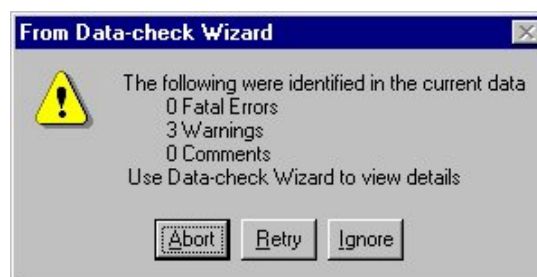 From Data-check Wizard
The following were identified in the current data
0 Fatal Errors
3 Warnings
0 Comments
Use Data-check Wizard to view details
Abort Retry Ignore